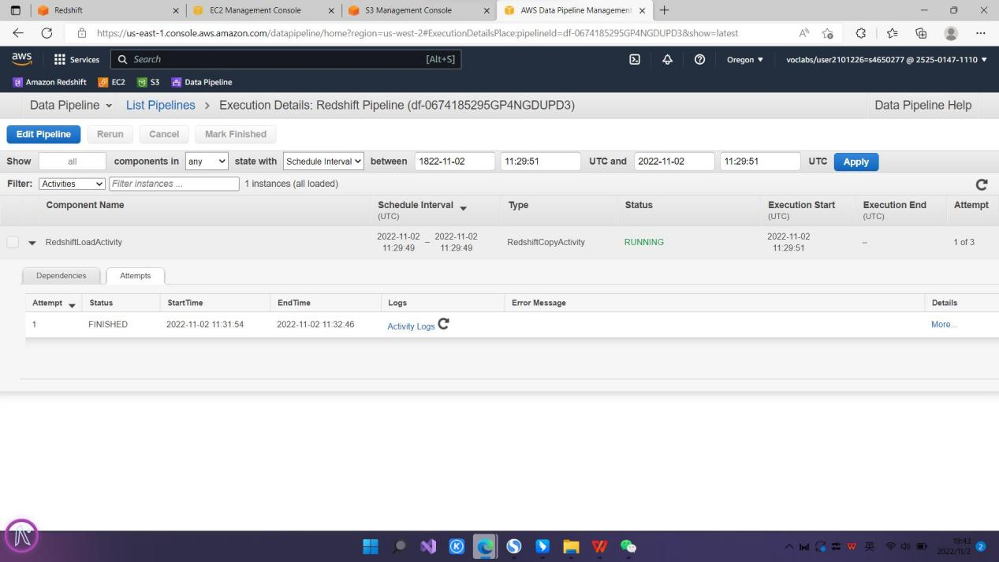 Redshift
EC2 Management Console
S3 Management Console
AWS Data Pipeline Management
https://us-east-1.console.aws.amazon.com/datapipeline/home?region=us-west-2#ExecutionDetailsPlace:pipelineId=df-0674185295GP4NGDUPD3&show=latest
aws Services Search [Alt+S] Oregon voclabs/user2101226=s4650277 @ 2525-0147-1110
Amazon Redshift EC2 S3 Data Pipeline
Data Pipeline List Pipelines > Execution Details: Redshift Pipeline (df-0674185295GP4NGDUPD3) Data Pipeline Help
Edit Pipeline Rerun Cancel Mark Finished
Show all components in any state with Schedule Interval between 1822-11-02 11:29:51 UTC and 2022-11-02 11:29:51 UTC Apply
Filter: Activities Filter instances ... 1 instances (all loaded)
Component Name Schedule Interval (UTC) Type Status Execution Start (UTC) Execution End (UTC) Attempt
RedshiftLoadActivity 2022-11-02 11:29:49 – 2022-11-02 11:29:49 RedshiftCopyActivity RUNNING 2022-11-02 11:29:51 – 1 of 3
Dependencies Attempts
Attempt Status StartTime EndTime Logs Error Message Details
1 FINISHED 2022-11-02 11:31:54 2022-11-02 11:32:46 Activity Logs More...
英 19:43
2022/11/2 2